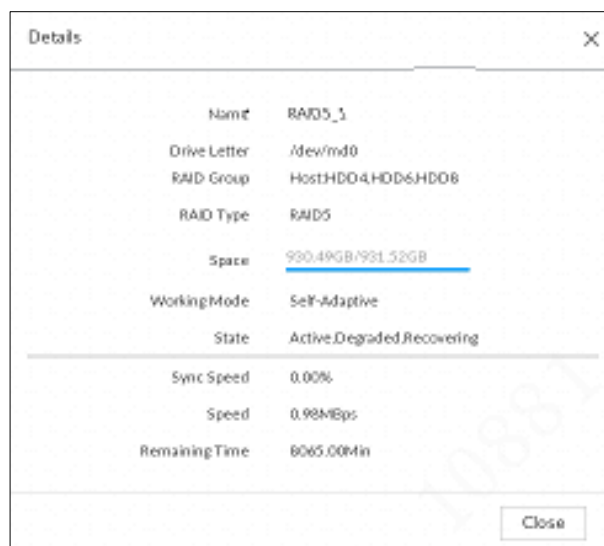 Details
Name RAID5_1
Drive Letter /dev/md0
RAID Group Host:HDD4,HDD6,HDD8
RAID Type RAID5
Space 930.49GB/931.52GB
Working Mode Self-Adaptive
State Active,Degraded,Recovering
Sync Speed 0.00%
Speed 0.98MBps
Remaining Time 8065.00Min
10881
Close